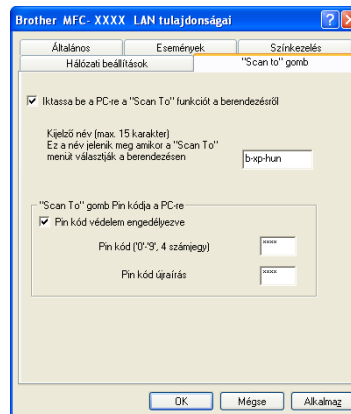 Brother MFC- XXXX  LAN tulajdonságai
Általános
Események
Színkezelés
Hálózati beállítások
"Scan to" gomb
Iktassa be a PC-re a "Scan To" funkciót a berendezésről
Kijelző név (max. 15 karakter)
Ez a név jelenik meg amikor a "Scan To"
menüt választják a berendezésen
b-xp-hun
"Scan To" gomb Pin kódja a PC-re
Pin kód védelem engedélyezve
Pin kód ('0'-'9', 4 számjegy)
xxxx
Pin kód újraírás
xxxx
OK
Mégse
Alkalmaz